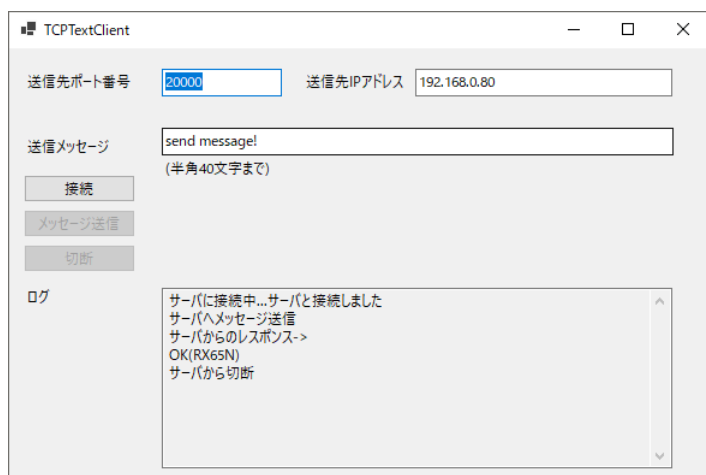 TCPTextClient
送信先ポート番号 20000 送信先IPアドレス 192.168.0.80
送信メッセージ send message!
(半角40文字まで)
接続
メッセージ送信
切断
ログ
サーバに接続中...サーバと接続しました
サーバへメッセージ送信
サーバからのレスポンス->
OK(RX65N)
サーバから切断